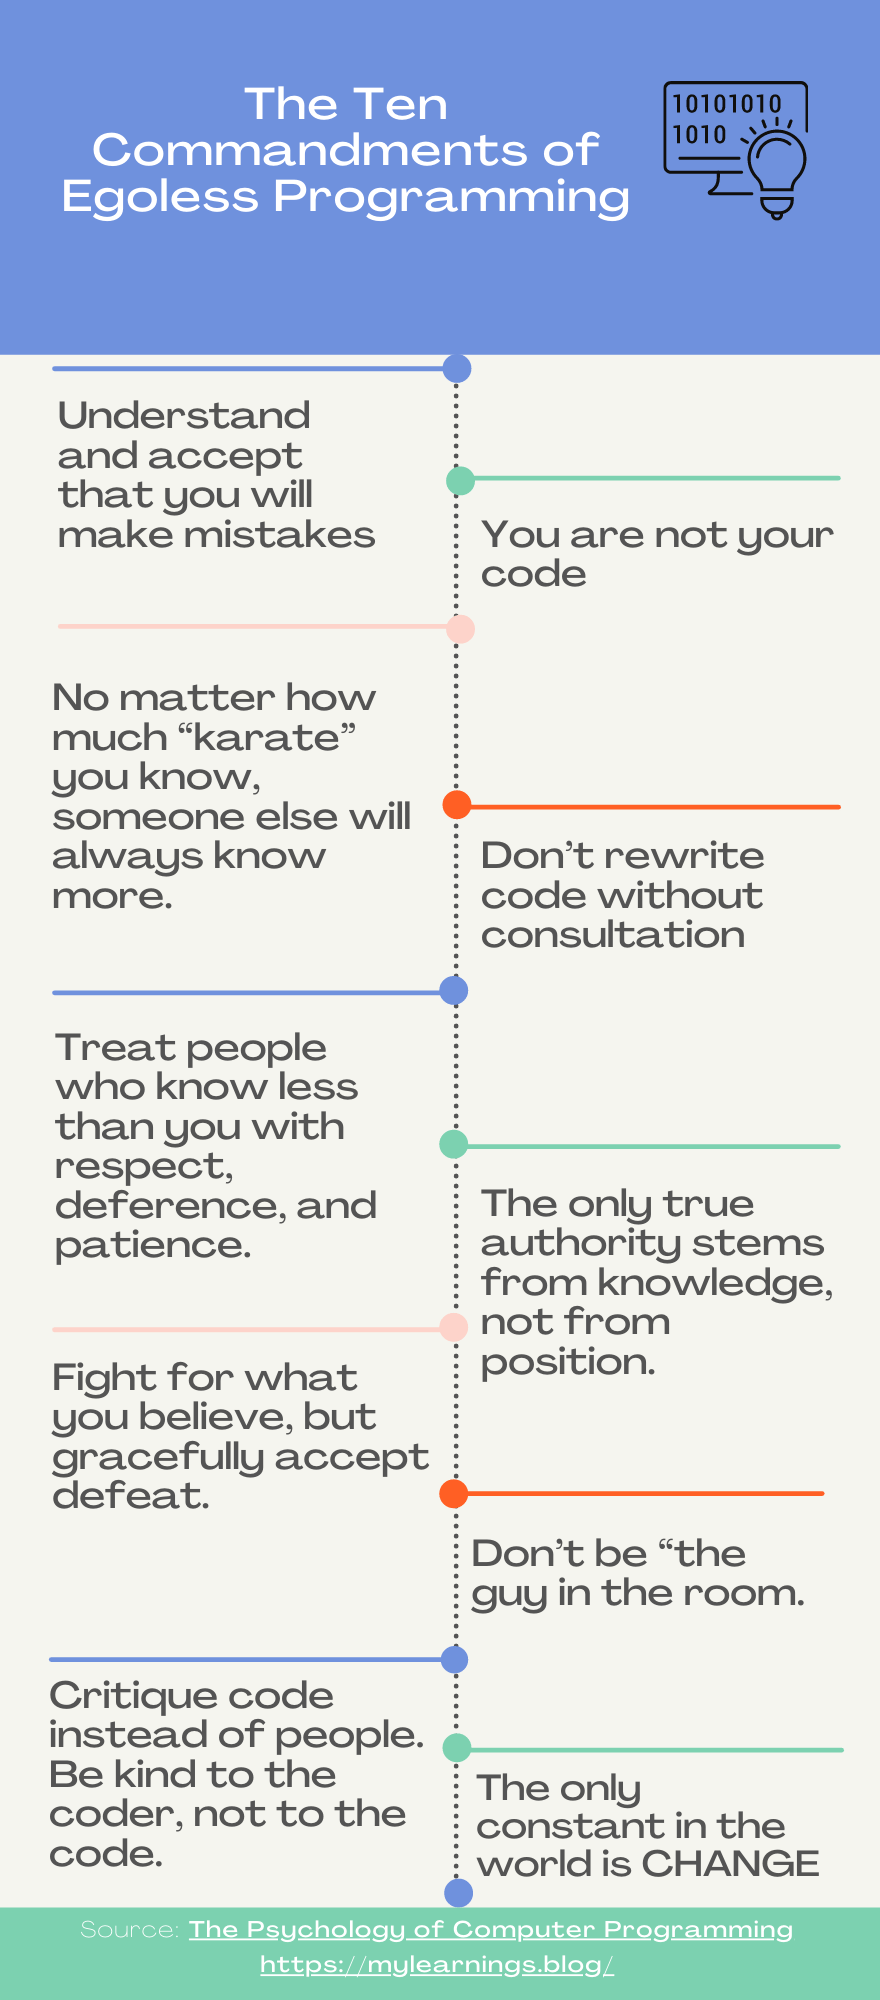 The Ten
Commandments of
Egoless Programming
10101010
1010
Understand
and accept
that you will
make mistakes
You are not your
code
No matter how
much “karate”
you know,
someone else will
always know
more.
Don’t rewrite
code without
consultation
Treat people
who know less
than you with
respect,
deference, and
patience.
The only true
authority stems
from knowledge,
not from
position.
Fight for what
you believe, but
gracefully accept
defeat.
Don’t be “the
guy in the room.
Critique code
instead of people.
Be kind to the
coder, not to the
code.
The only
constant in the
world is CHANGE
Source: The Psychology of Computer Programming
https://mylearnings.blog/